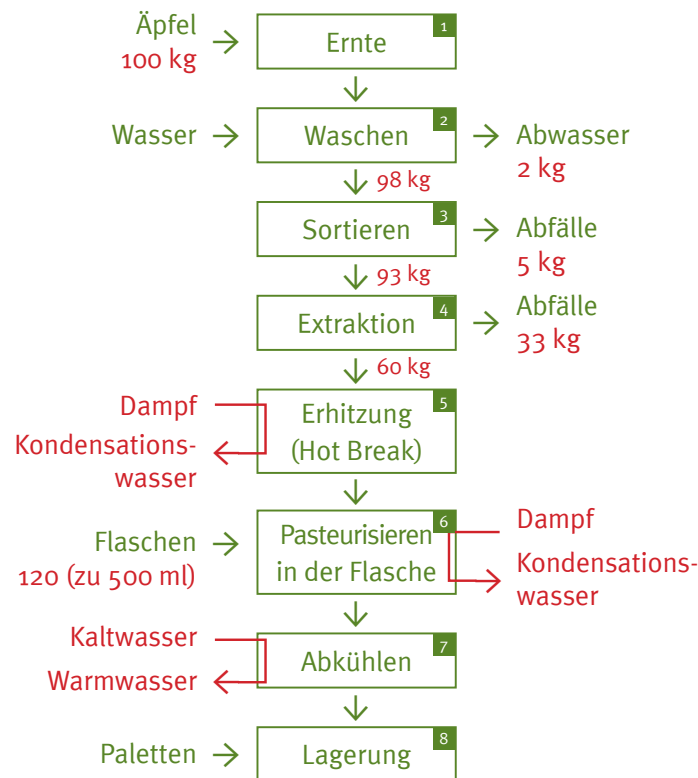 Äpfel
100 kg
Ernte
1
Wasser
Waschen
2
Abwasser
2 kg
98 kg
Sortieren
3
Abfälle
5 kg
93 kg
Extraktion
4
Abfälle
33 kg
60 kg
Dampf
Kondensations-
wasser
Erhitzung
(Hot Break)
5
Flaschen
120 (zu 500 ml)
Pasteurisieren
in der Flasche
6
Dampf
Kondensations-
wasser
Kaltwasser
Warmwasser
Abkühlen
7
Paletten
Lagerung
8